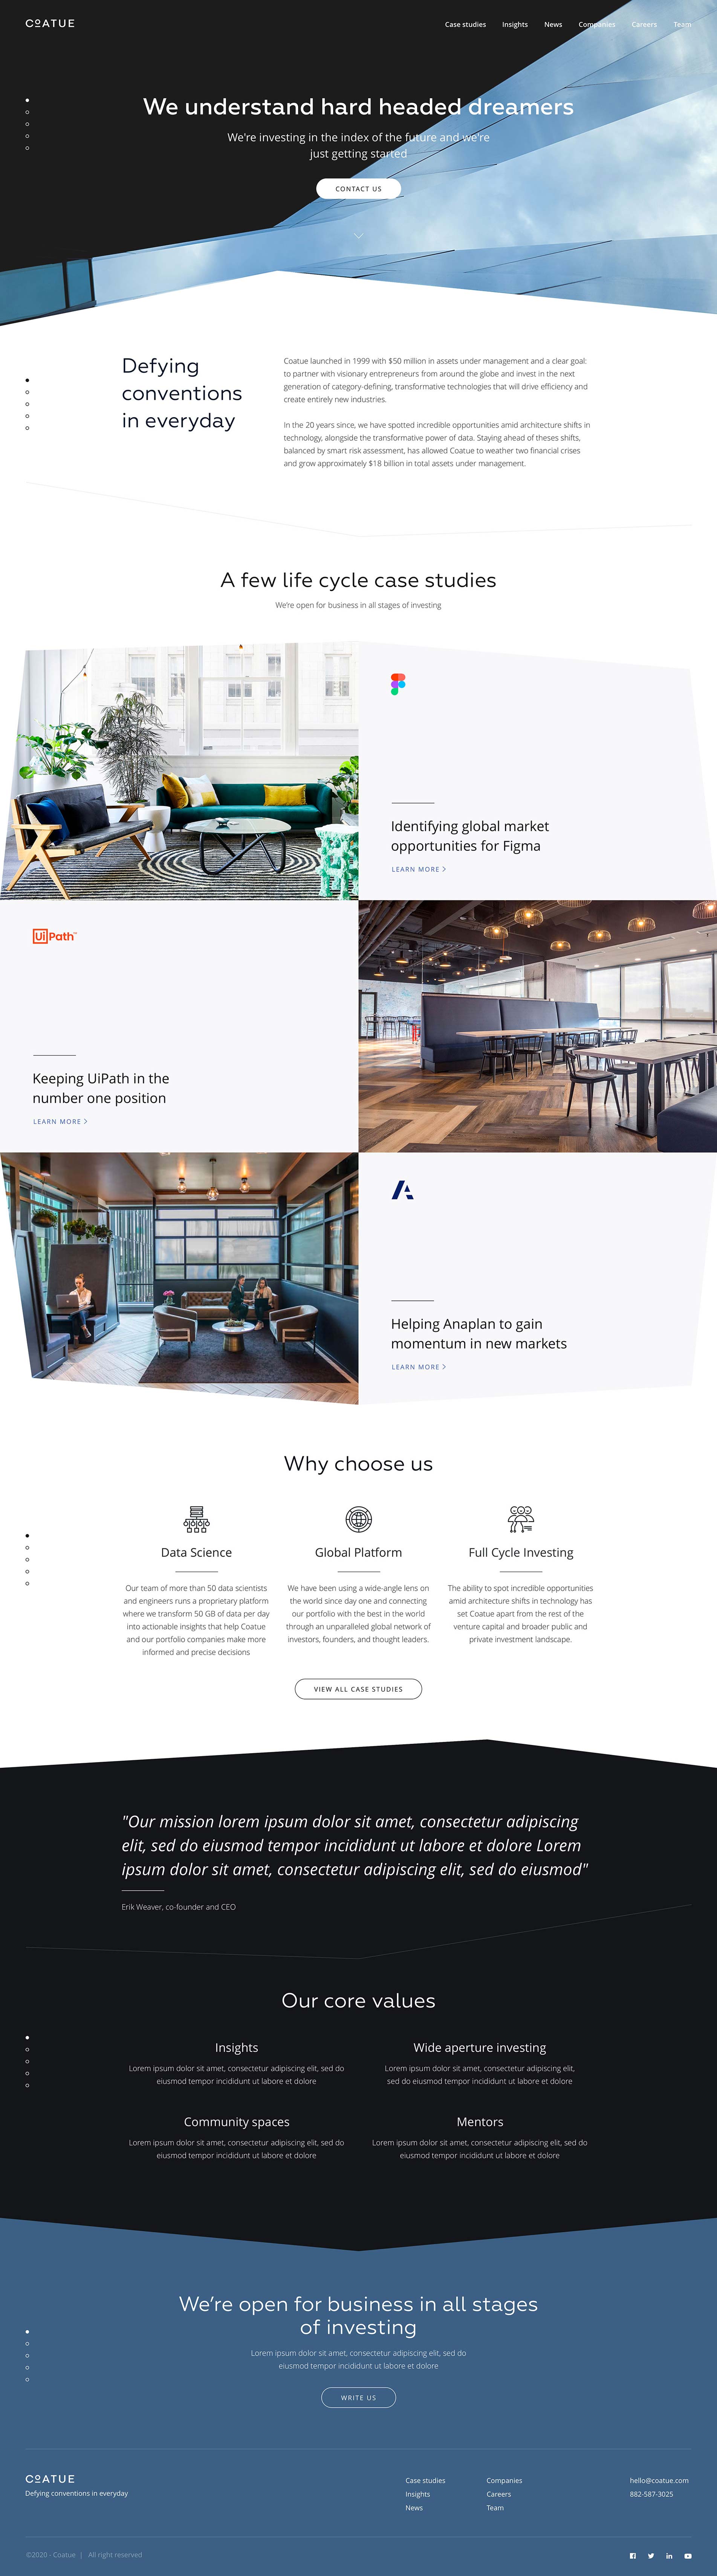 COATUE
Case studies Insights News Companies Careers Team
We understand hard headed dreamers
We're investing in the index of the future and we're
just getting started
CONTACT US
Defying
conventions
in everyday
Coatue launched in 1999 with $50 million in assets under management and a clear goal:
to partner with visionary entrepreneurs from around the globe and invest in the next
generation of category-defining, transformative technologies that will drive efficiency and
create entirely new industries.
In the 20 years since, we have spotted incredible opportunities amid architecture shifts in
technology, alongside the transformative power of data. Staying ahead of theses shifts,
balanced by smart risk assessment, has allowed Coatue to weather two financial crises
and grow approximately $18 billion in total assets under management.
A few life cycle case studies
We're open for business in all stages of investing
Identifying global market
opportunities for Figma
LEARN MORE
UiPath™
Keeping UiPath in the
number one position
LEARN MORE
Helping Anaplan to gain
momentum in new markets
LEARN MORE
Why choose us
Data Science
Our team of more than 50 data scientists
and engineers runs a proprietary platform
where we transform 50 GB of data per day
into actionable insights that help Coatue
and our portfolio companies make more
informed and precise decisions
Global Platform
We have been using a wide-angle lens on
the world since day one and connecting
our portfolio with the best in the world
through an unparalleled global network of
investors, founders, and thought leaders.
Full Cycle Investing
The ability to spot incredible opportunities
amid architecture shifts in technology has
set Coatue apart from the rest of the
venture capital and broader public and
private investment landscape.
VIEW ALL CASE STUDIES
"Our mission lorem ipsum dolor sit amet, consectetur adipiscing
elit, sed do eiusmod tempor incididunt ut labore et dolore Lorem
ipsum dolor sit amet, consectetur adipiscing elit, sed do eiusmod"
Erik Weaver, co-founder and CEO
Our core values
Insights
Lorem ipsum dolor sit amet, consectetur adipiscing elit, sed do
eiusmod tempor incididunt ut labore et dolore
Wide aperture investing
Lorem ipsum dolor sit amet, consectetur adipiscing elit,
sed do eiusmod tempor incididunt ut labore et dolore
Community spaces
Lorem ipsum dolor sit amet, consectetur adipiscing elit, sed do
eiusmod tempor incididunt ut labore et dolore
Mentors
Lorem ipsum dolor sit amet, consectetur adipiscing elit, sed do
eiusmod tempor incididunt ut labore et dolore
We're open for business in all stages
of investing
Lorem ipsum dolor sit amet, consectetur adipiscing elit, sed do
eiusmod tempor incididunt ut labore et dolore
WRITE US
COATUE
Defying conventions in everyday
Case studies
Insights
News
Companies
Careers
Team
hello@coatue.com
882-587-3025
©2020 - Coatue | All right reserved